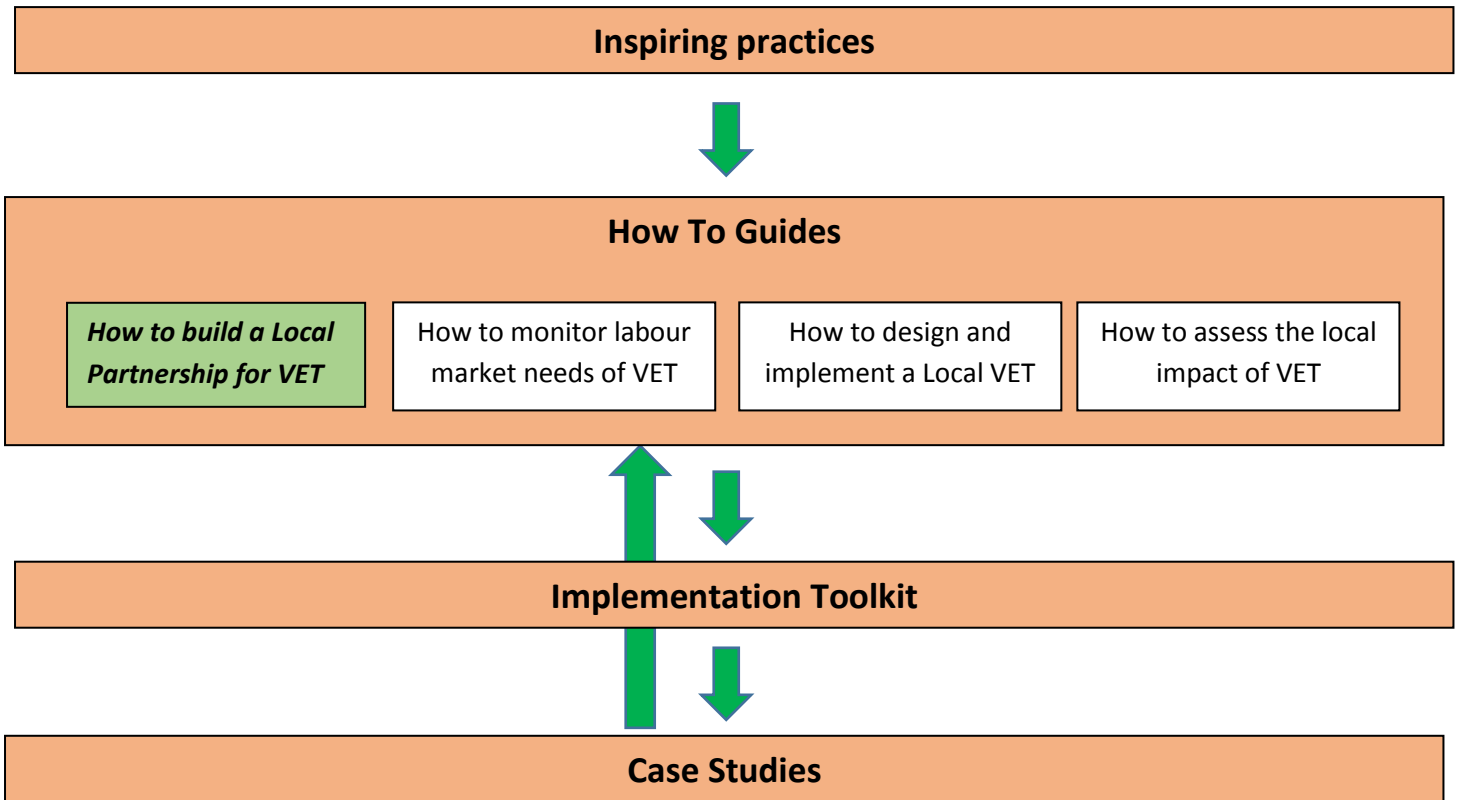 Inspiring practices
How To Guides
How to build a Local
Partnership for VET
How to monitor labour
market needs of VET
How to design and
implement a Local VET
How to assess the local
impact of VET
Implementation Toolkit
Case Studies